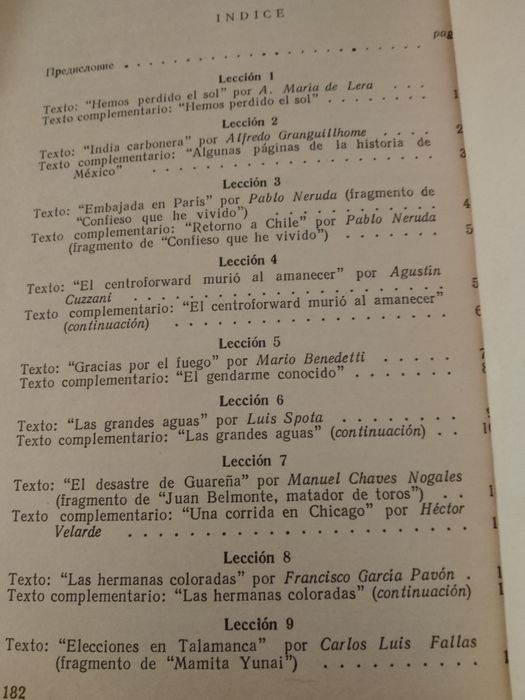 INDICE
pag
Предисловие
Lección 1
Texto: "Hemos perdido el sol" por A. Maria de Lera
Texto complementario: "Hemos perdido el sol"
Lección 2
Texto: "India carbonera" por Alfredo Granguillhome
Texto complementario: "Algunas páginas de la historia de
México"
Lección 3
Texto: "Embajada en Paris" por Pablo Neruda (fragmento de
"Confieso que he vivido")
Texto complementario: "Retorno a Chile" por Pablo Neruda
(fragmento de "Confieso que he vivido")
Lección 4
Texto: "El centroforward murió al amanecer" por Agustín
Cuzzani
Texto complementario: "El centroforward murió al amanecer"
(continuación)
Lección 5
Texto: "Gracias por el fuego" por Mario Benedetti
Texto complementario: "El gendarme conocido"
Lección 6
Texto: "Las grandes aguas" por Luis Spota
Texto complementario: "Las grandes aguas" (continuación)
Lección 7
Texto: "El desastre de Guareña" por Manuel Chaves Nogales
(fragmento de "Juan Belmonte, matador de toros")
Texto complementario: "Una corrida en Chicago" por Héctor
Velarde
Lección 8
Texto: "Las hermanas coloradas" por Francisco García Pavón
Texto complementario: "Las hermanas coloradas" (continuación)
Lección 9
Texto: "Elecciones en Talamanca" por Carlos Luis Fallas
(fragmento de "Mamita Yunai")
182